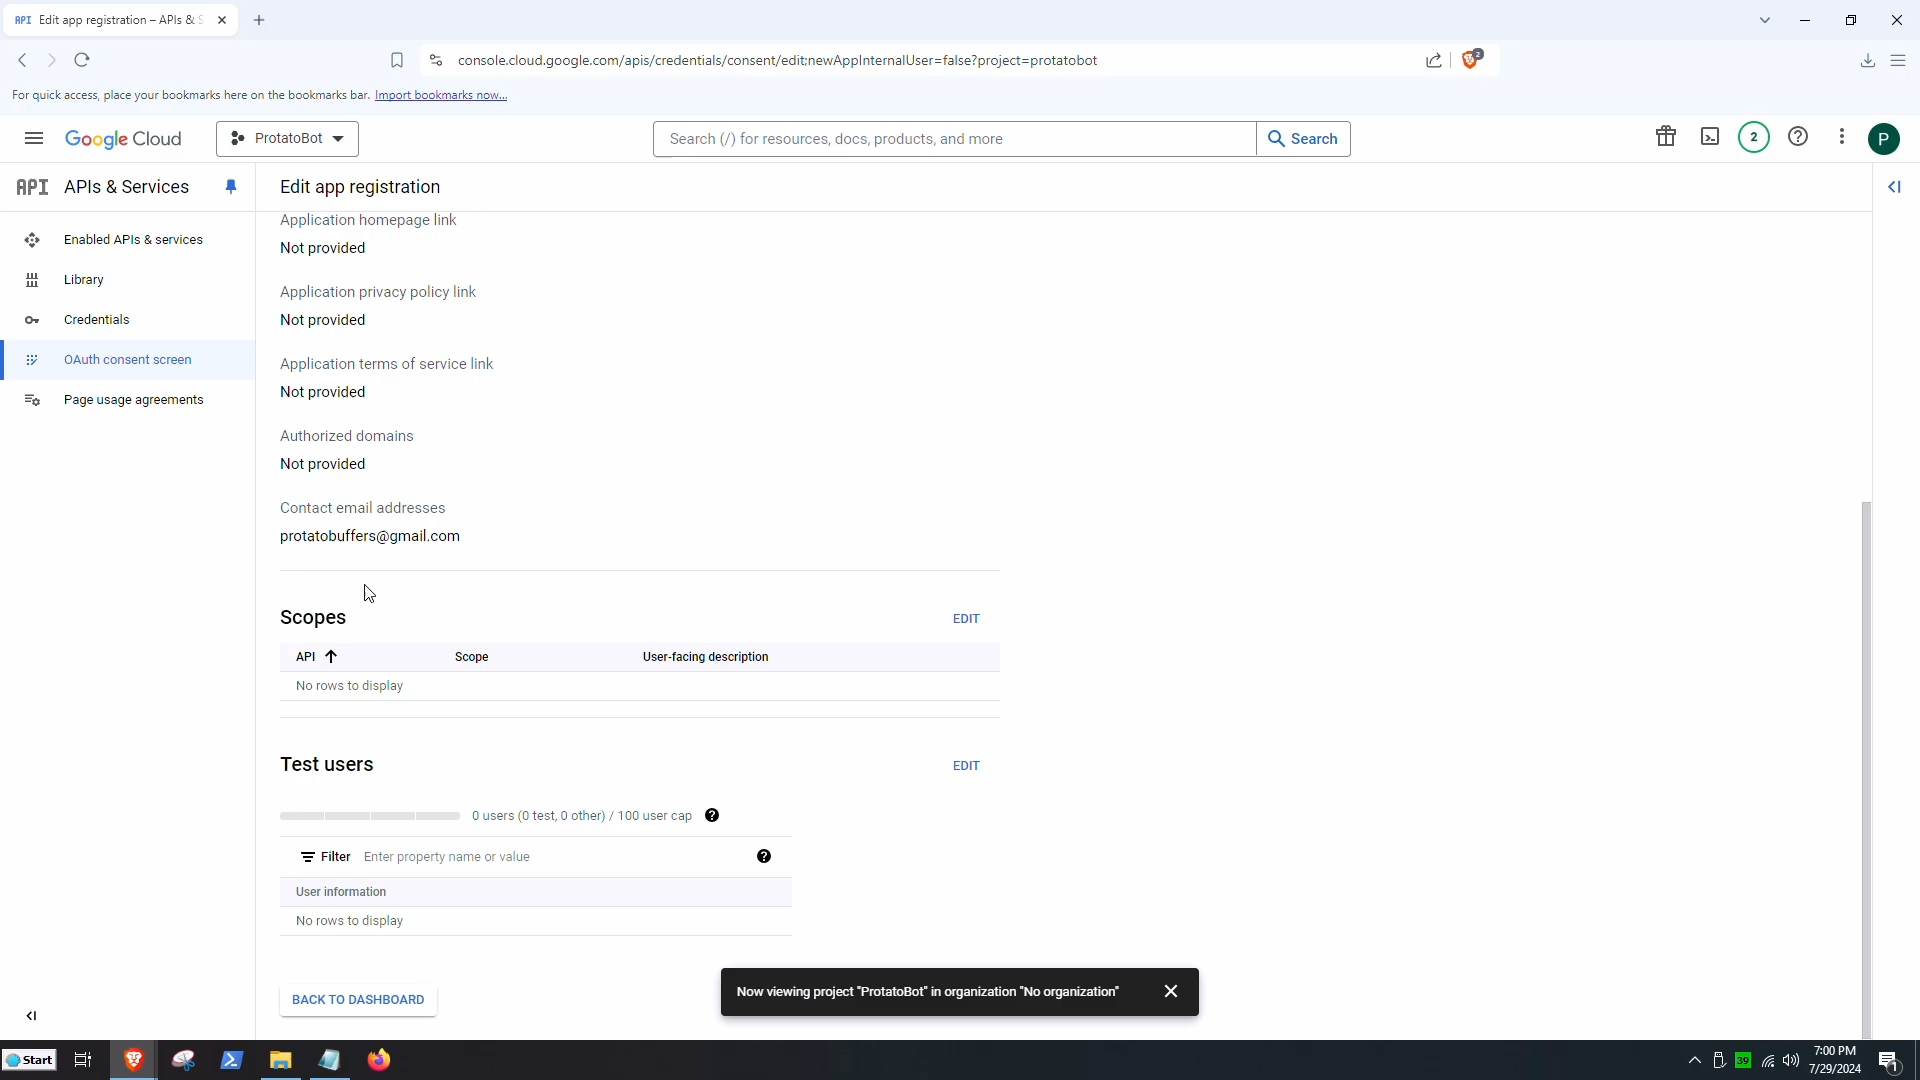 API Edit app registration – APIs & S
console.cloud.google.com/apis/credentials/consent/edit;newAppInternalUser=false?project=protatobot
2
For quick access, place your bookmarks here on the bookmarks bar. Import bookmarks now...
Google Cloud
ProtatoBot
Search (/) for resources, docs, products, and more
Search
2
P
API APIs & Services
Edit app registration
Enabled APIs & services
Library
Credentials
OAuth consent screen
Page usage agreements
Application homepage link
Not provided
Application privacy policy link
Not provided
Application terms of service link
Not provided
Authorized domains
Not provided
Contact email addresses
protatobuffers@gmail.com
Scopes
EDIT
API Scope User-facing description
No rows to display
Test users
EDIT
0 users (0 test, 0 other) / 100 user cap
Filter Enter property name or value
User information
No rows to display
BACK TO DASHBOARD
Now viewing project "ProtatoBot" in organization "No organization"
Start
39
7:00 PM
7/29/2024
1